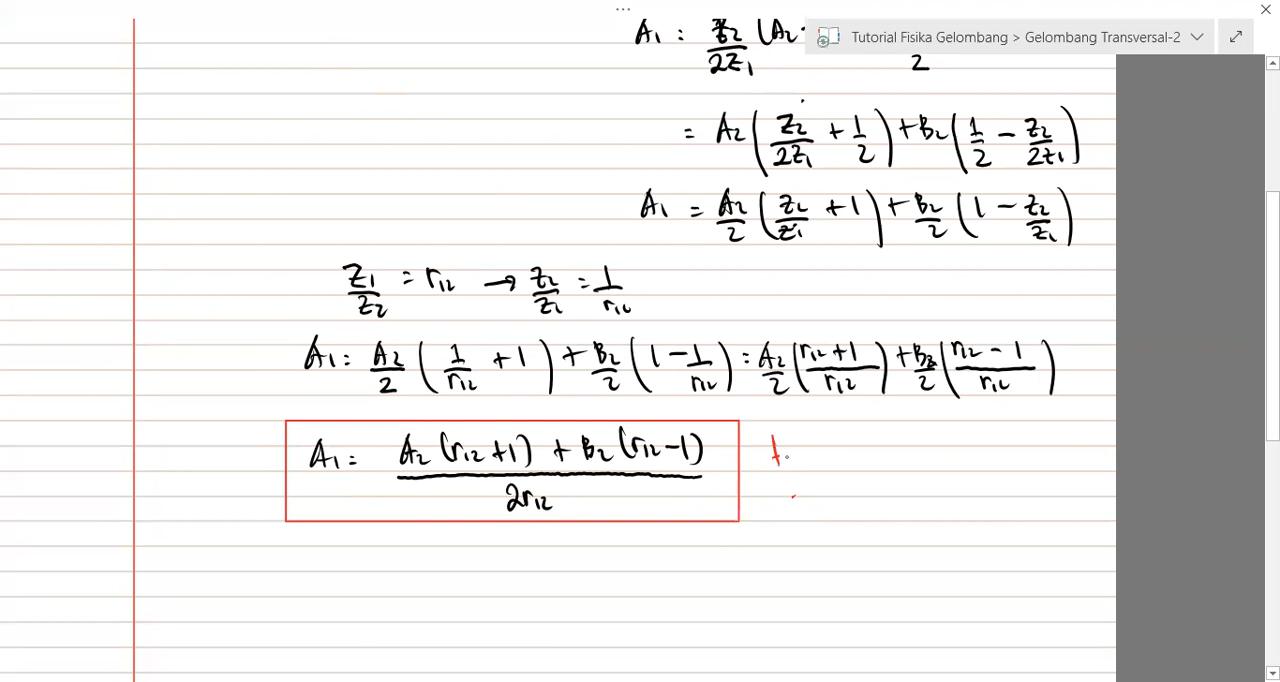 Tutorial Fisika Gelombang > Gelombang Transversal-2
A₁ : z₂/2z₁ (A₂
2
= A₂ (z₂/2z₁ + 1/2) + B₂ (1/2 − z₂/2z₁)
A₁ = A₂/2 (z₂/z₁ + 1) + B₂/2 (1 − z₂/z₁)
z₁/z₂ = r₁₂ → z₂/z₁ = 1/r₁₂
A₁ = A₂/2 (1/r₁₂ + 1) + B₂/2 (1 − 1/r₁₂) = A₂/2 (r₁₂+1/r₁₂) + B₂/2 (r₁₂ − 1/r₁₂)
A₁ = A₂ (r₁₂+1) + B₂ (r₁₂−1)/2r₁₂